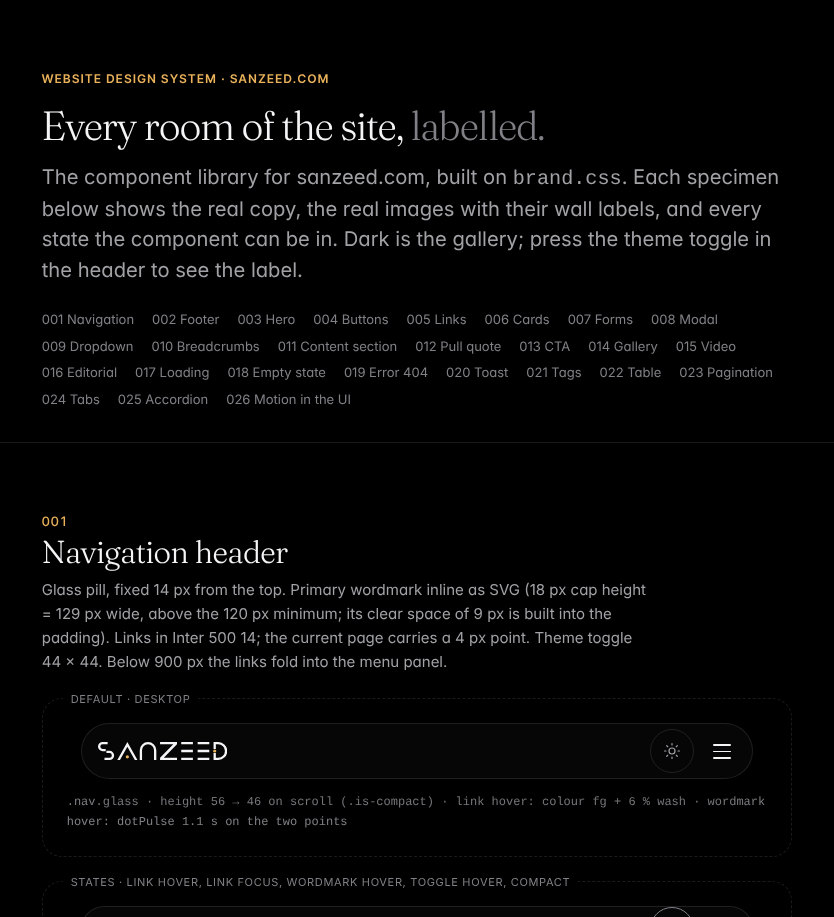 WEBSITE DESIGN SYSTEM · SANZEED.COM
Every room of the site, labelled.
The component library for sanzeed.com, built on brand.css. Each specimen
below shows the real copy, the real images with their wall labels, and every
state the component can be in. Dark is the gallery; press the theme toggle in
the header to see the label.
001 Navigation 002 Footer 003 Hero 004 Buttons 005 Links 006 Cards 007 Forms 008 Modal
009 Dropdown 010 Breadcrumbs 011 Content section 012 Pull quote 013 CTA 014 Gallery 015 Video
016 Editorial 017 Loading 018 Empty state 019 Error 404 020 Toast 021 Tags 022 Table 023 Pagination
024 Tabs 025 Accordion 026 Motion in the UI
001
Navigation header
Glass pill, fixed 14 px from the top. Primary wordmark inline as SVG (18 px cap height
= 129 px wide, above the 120 px minimum; its clear space of 9 px is built into the
padding). Links in Inter 500 14; the current page carries a 4 px point. Theme toggle
44 × 44. Below 900 px the links fold into the menu panel.
DEFAULT · DESKTOP
SANZEED
.nav.glass · height 56 → 46 on scroll (.is-compact) · link hover: colour fg + 6 % wash · wordmark
hover: dotPulse 1.1 s on the two points
STATES · LINK HOVER, LINK FOCUS, WORDMARK HOVER, TOGGLE HOVER, COMPACT